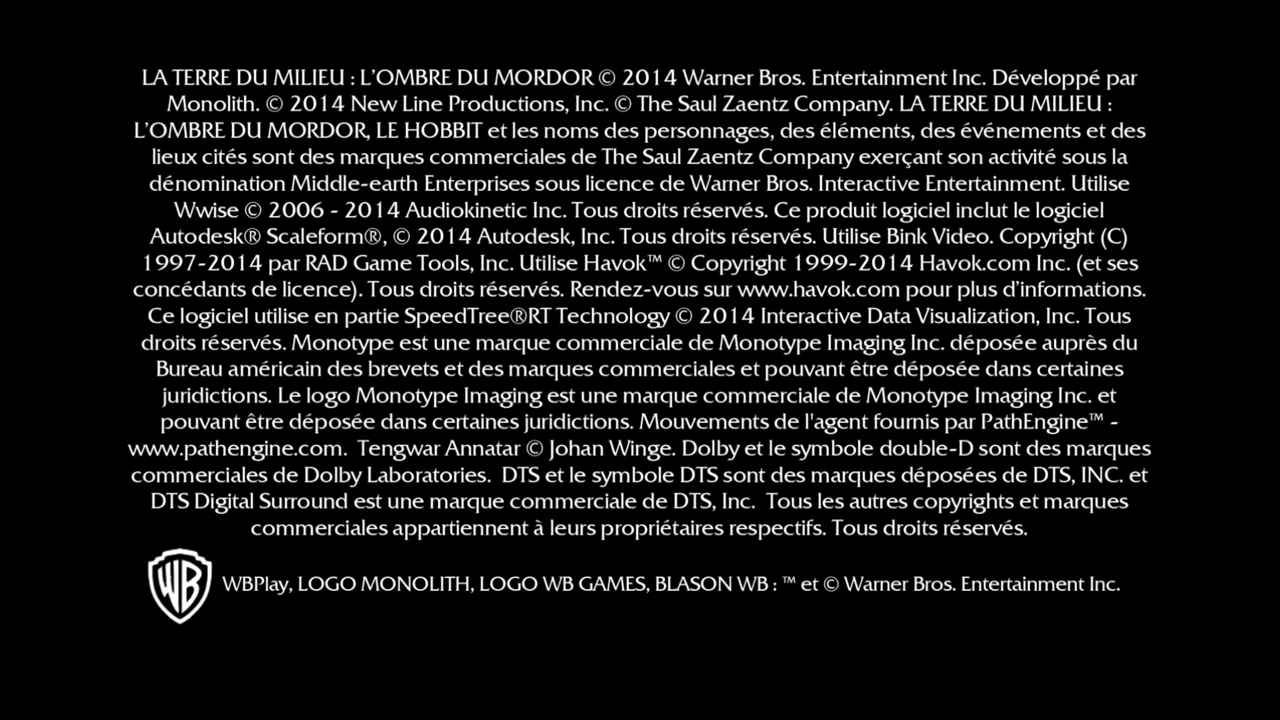 LA TERRE DU MILIEU : L'OMBRE DU MORDOR © 2014 Warner Bros. Entertainment Inc. Développé par
Monolith. © 2014 New Line Productions, Inc. © The Saul Zaentz Company. LA TERRE DU MILIEU :
L'OMBRE DU MORDOR, LE HOBBIT et les noms des personnages, des éléments, des événements et des
lieux cités sont des marques commerciales de The Saul Zaentz Company exerçant son activité sous la
dénomination Middle-earth Enterprises sous licence de Warner Bros. Interactive Entertainment. Utilise
Wwise © 2006 - 2014 Audiokinetic Inc. Tous droits réservés. Ce produit logiciel inclut le logiciel
Autodesk® Scaleform®, © 2014 Autodesk, Inc. Tous droits réservés. Utilise Bink Video. Copyright (C)
1997-2014 par RAD Game Tools, Inc. Utilise Havok™ © Copyright 1999-2014 Havok.com Inc. (et ses
concédants de licence). Tous droits réservés. Rendez-vous sur www.havok.com pour plus d'informations.
Ce logiciel utilise en partie SpeedTree®RT Technology © 2014 Interactive Data Visualization, Inc. Tous
droits réservés. Monotype est une marque commerciale de Monotype Imaging Inc. déposée auprès du
Bureau américain des brevets et des marques commerciales et pouvant être déposée dans certaines
juridictions. Le logo Monotype Imaging est une marque commerciale de Monotype Imaging Inc. et
pouvant être déposée dans certaines juridictions. Mouvements de l'agent fournis par PathEngine™ -
www.pathengine.com.  Tengwar Annatar © Johan Winge. Dolby et le symbole double-D sont des marques
commerciales de Dolby Laboratories.  DTS et le symbole DTS sont des marques déposées de DTS, INC. et
DTS Digital Surround est une marque commerciale de DTS, Inc.  Tous les autres copyrights et marques
commerciales appartiennent à leurs propriétaires respectifs. Tous droits réservés.
WB WBPlay, LOGO MONOLITH, LOGO WB GAMES, BLASON WB : ™ et © Warner Bros. Entertainment Inc.